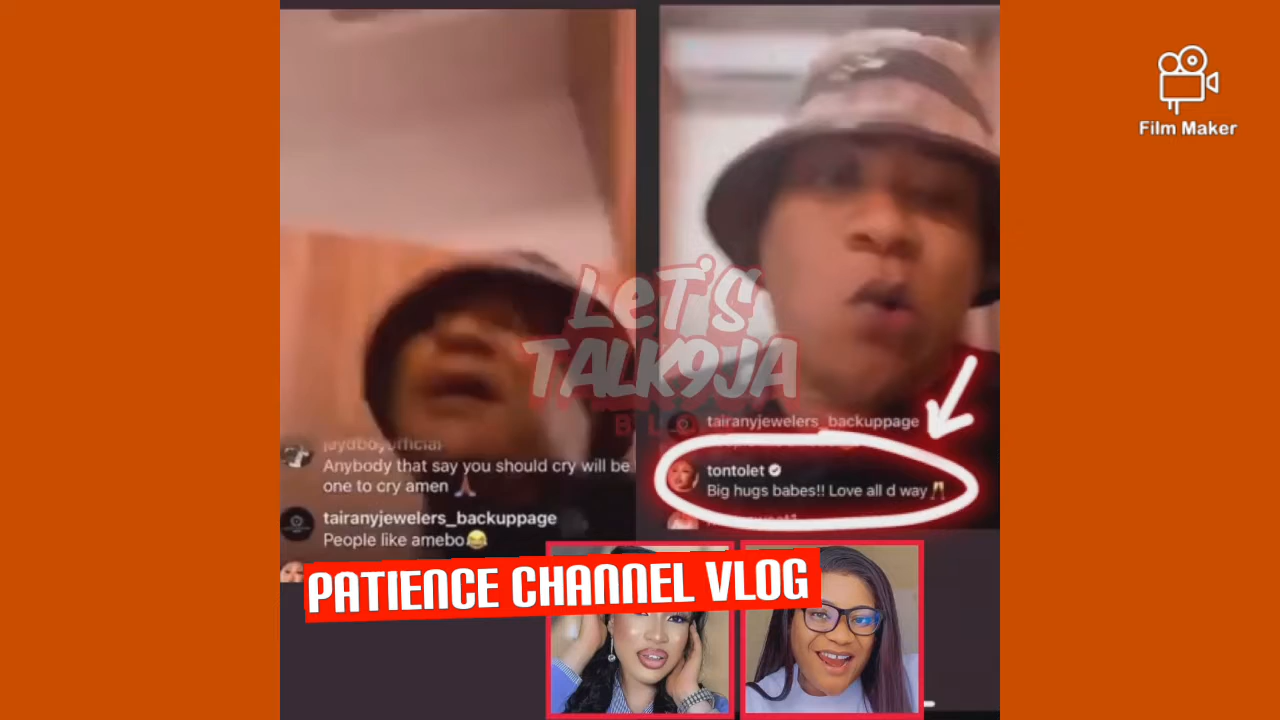 Film Maker
LET'S
TALK9JA
jaydboyofficial
Anybody that say you should cry will be
one to cry amen
tairanyjewelers_backuppage
People like amebo
tairanyjewelers_backuppage
tontolet
Big hugs babes!! Love all d way
PATIENCE CHANNEL VLOG